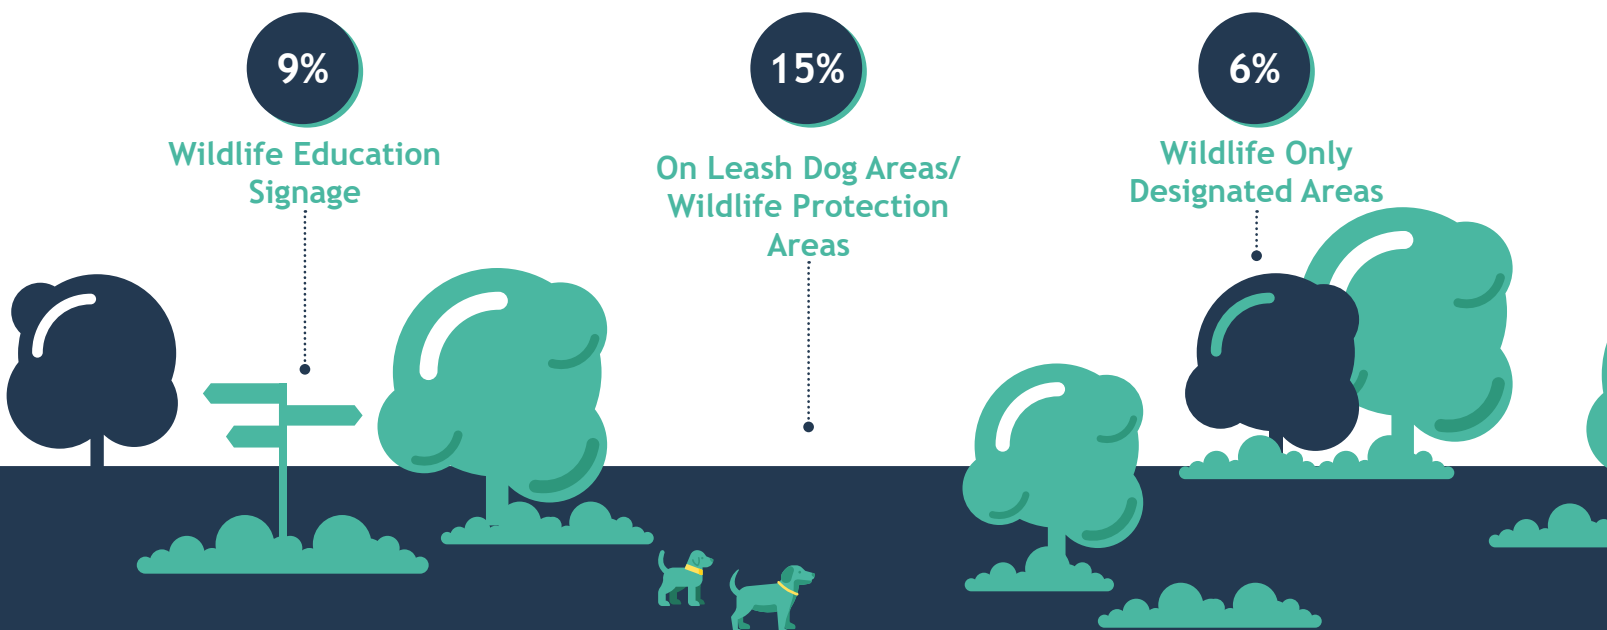 9%
Wildlife Education
Signage
15%
On Leash Dog Areas/
Wildlife Protection
Areas
6%
Wildlife Only
Designated Areas